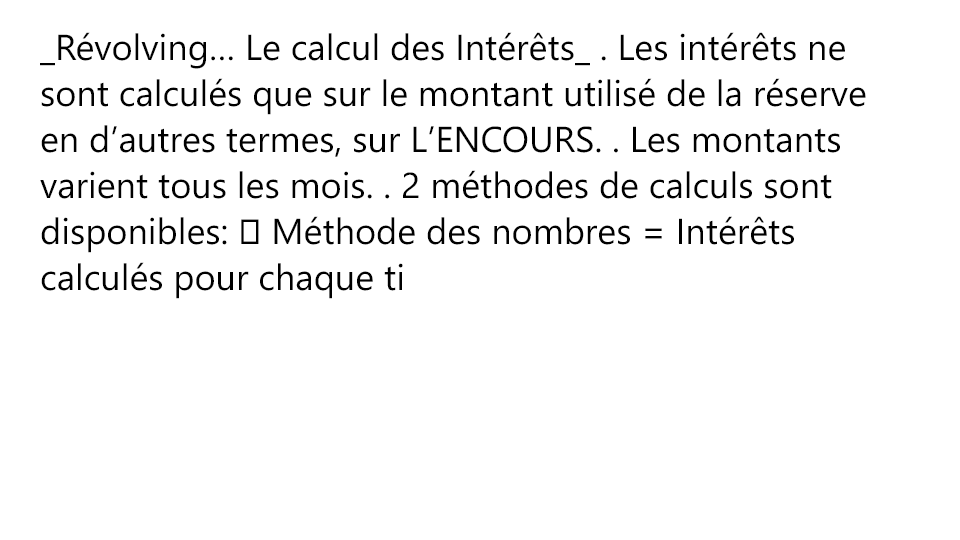 _Révolving... Le calcul des Intérêts_ . Les intérêts ne
sont calculés que sur le montant utilisé de la réserve
en d’autres termes, sur L’ENCOURS. . Les montants
varient tous les mois. . 2 méthodes de calculs sont
disponibles: □ Méthode des nombres = Intérêts
calculés pour chaque ti